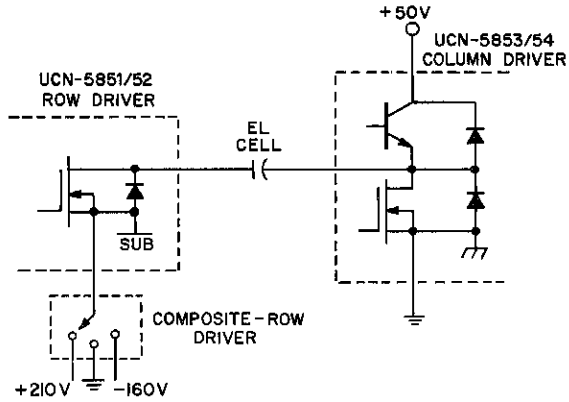 +50V
UCN-5853/54
COLUMN DRIVER
UCN-5851/52
ROW DRIVER
EL
CELL
SUB
COMPOSITE-ROW
DRIVER
+210V
-160V